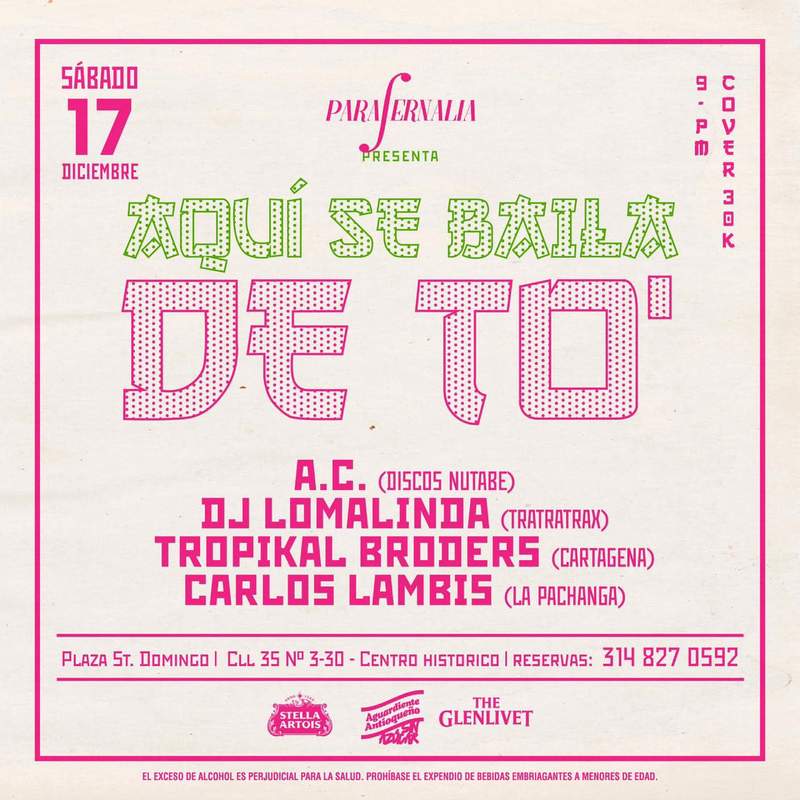 SÁBADO
17
DICIEMBRE
PARAFERNALIA
PRESENTA
9-PM
COVER 30K
AQUÍ SE BAILA
DE TO'
A.C. (DISCOS NUTABE)
DJ LOMALINDA (TRATRATRAX)
TROPIKAL BRODERS (CARTAGENA)
CARLOS LAMBIS (LA PACHANGA)
PLAZA ST. DOMINGO | CLL 35 Nº 3-30 - CENTRO HISTORICO | RESERVAS: 314 827 0592
STELLA
ARTOIS
Aguardiente
Antioqueño
SIN
AZÚCAR
THE
GLENLIVET
EL EXCESO DE ALCOHOL ES PERJUDICIAL PARA LA SALUD. PROHÍBASE EL EXPENDIO DE BEBIDAS EMBRIAGANTES A MENORES DE EDAD.